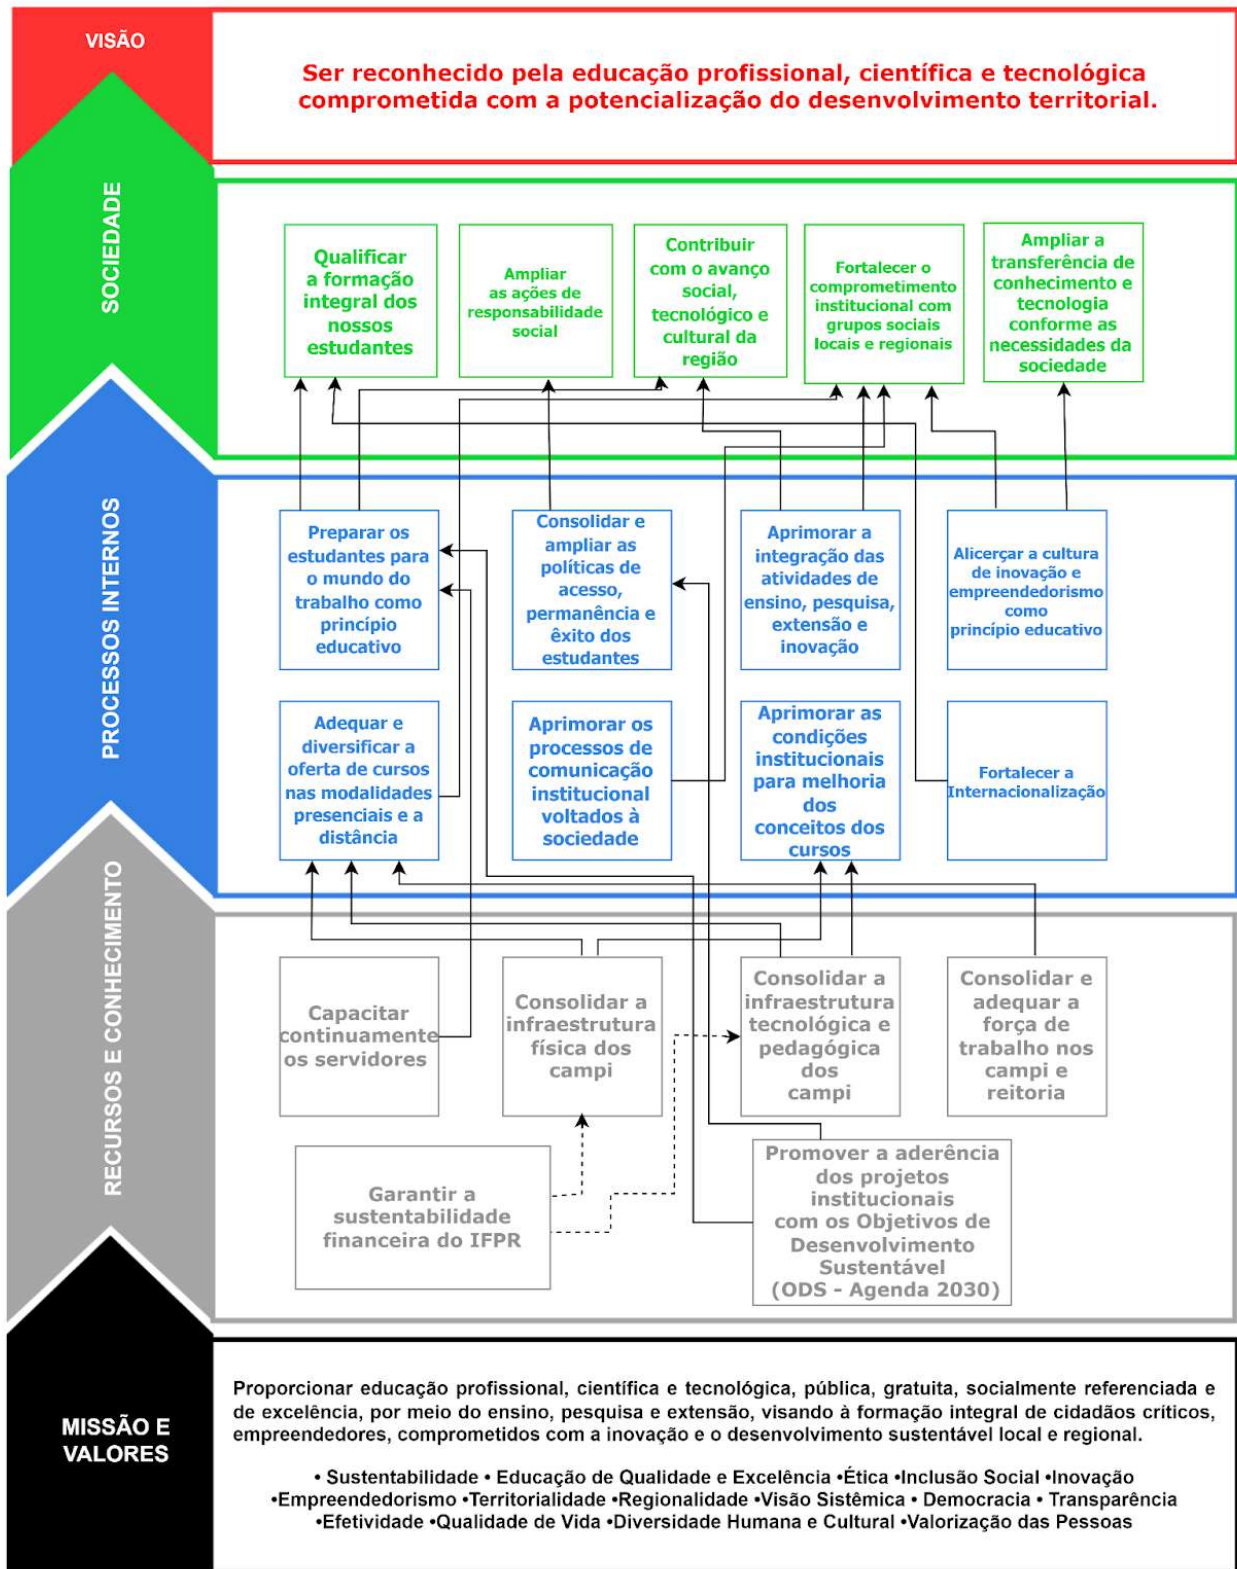 VISÃO
Ser reconhecido pela educação profissional, científica e tecnológica
comprometida com a potencialização do desenvolvimento territorial.
SOCIEDADE
Qualificar
a formação
integral dos
nossos
estudantes
Ampliar
as ações de
responsabilidade
social
Contribuir
com o avanço
social,
tecnológico e
cultural da
região
Fortalecer o
comprometimento
institucional com
grupos sociais
locais e regionais
Ampliar a
transferência de
conhecimento e
tecnologia
conforme as
necessidades da
sociedade
PROCESSOS INTERNOS
Preparar os
estudantes para
o mundo do
trabalho como
princípio
educativo
Consolidar e
ampliar as
políticas de
acesso,
permanência e
êxito dos
estudantes
Aprimorar a
integração das
atividades de
ensino, pesquisa,
extensão e
inovação
Alicerçar a cultura
de inovação e
empreendedorismo
como
princípio educativo
Adequar e
diversificar a
oferta de cursos
nas modalidades
presenciais e a
distância
Aprimorar os
processos de
comunicação
institucional
voltados à
sociedade
Aprimorar as
condições
institucionais
para melhoria
dos
conceitos dos
cursos
Fortalecer a
Internacionalização
RECURSOS E CONHECIMENTO
Capacitar
continuamente
os servidores
Consolidar a
infraestrutura
física dos
campi
Consolidar a
infraestrutura
tecnológica e
pedagógica
dos
campi
Consolidar e
adequar a
força de
trabalho nos
campi e
reitoria
Garantir a
sustentabilidade
financeira do IFPR
Promover a aderência
dos projetos
institucionais
com os Objetivos de
Desenvolvimento
Sustentável
(ODS - Agenda 2030)
MISSÃO E
VALORES
Proporcionar educação profissional, científica e tecnológica, pública, gratuita, socialmente referenciada e
de excelência, por meio do ensino, pesquisa e extensão, visando à formação integral de cidadãos críticos,
empreendedores, comprometidos com a inovação e o desenvolvimento sustentável local e regional.
• Sustentabilidade • Educação de Qualidade e Excelência •Ética •Inclusão Social •Inovação
•Empreendedorismo •Territorialidade •Regionalidade •Visão Sistêmica • Democracia • Transparência
•Efetividade •Qualidade de Vida •Diversidade Humana e Cultural •Valorização das Pessoas